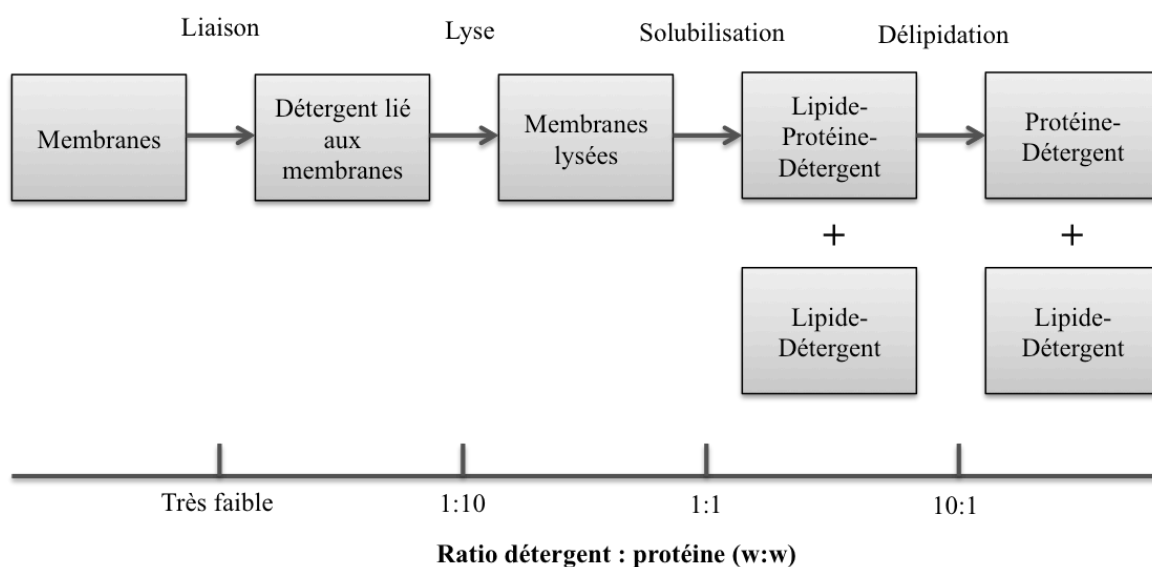 Liaison
Lyse
Solubilisation
Délipidation
Membranes
Détergent lié
aux
membranes
Membranes
lysées
Lipide-
Protéine-
Détergent
Protéine-
Détergent
+
+
Lipide-
Détergent
Lipide-
Détergent
Très faible
1:10
1:1
10:1
Ratio détergent : protéine (w:w)